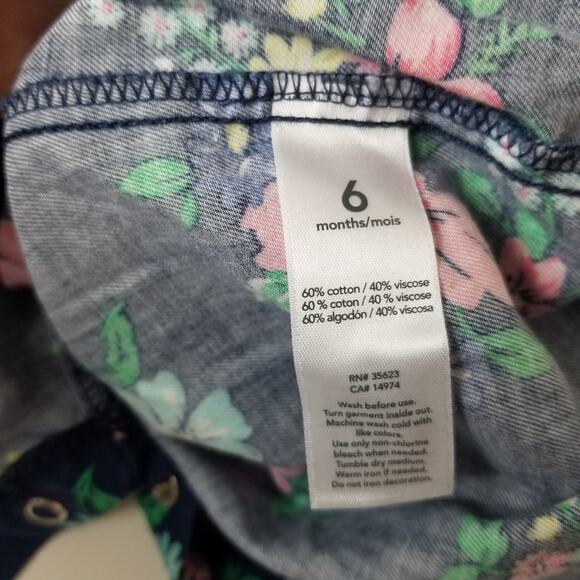 6
months/mois
60% cotton / 40% viscose
60 % coton / 40 % viscose
60% algodón / 40% viscosa
RN# 35623
CA# 14974
Wash before use.
Turn garment inside out.
Machine wash cold with
like colors.
Use only non-chlorine
bleach when needed.
Tumble dry medium.
Warm iron if needed.
Do not iron decoration.